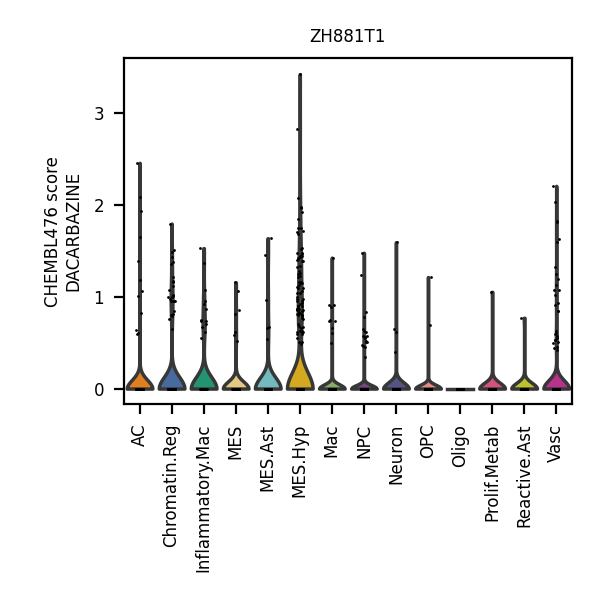 ZH881T1
CHEMBL476 score
DACARBAZINE
3
2
1
0
AC
Chromatin.Reg
Inflammatory.Mac
MES
MES.Ast
MES.Hyp
Mac
NPC
Neuron
OPC
Oligo
Prolif.Metab
Reactive.Ast
Vasc